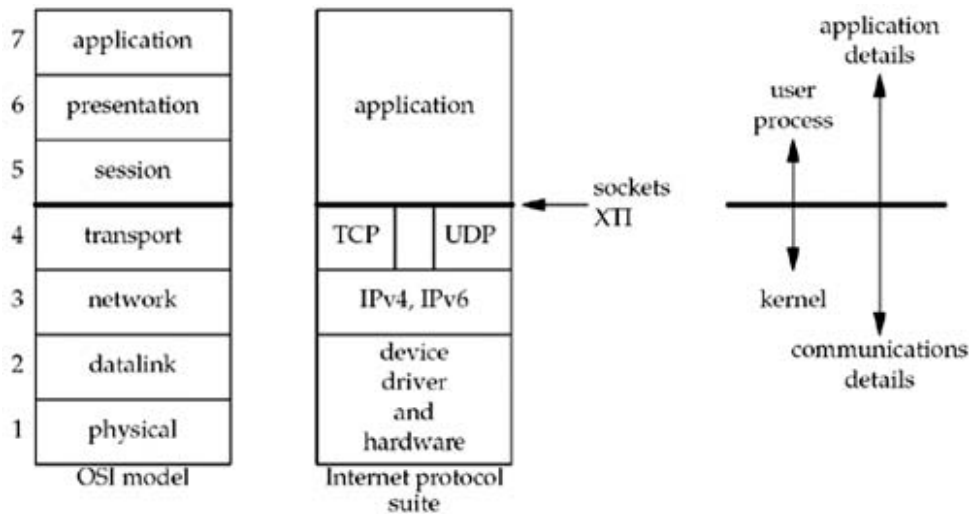 7
application
6
presentation
5
session
4
transport
3
network
2
datalink
1
physical
OSI model
application
TCP
UDP
IPv4, IPv6
device
driver
and
hardware
Internet protocol
suite
sockets
XTI
application
details
user
process
kernel
communications
details